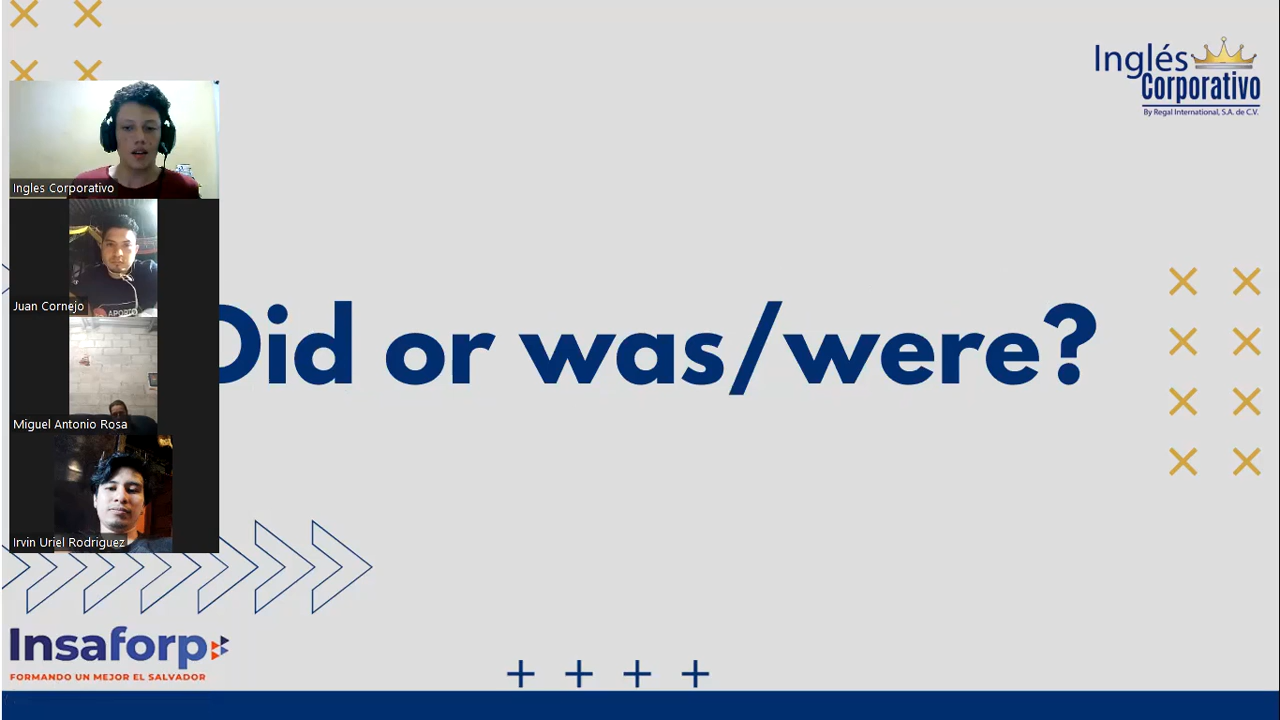 Inglés
Corporativo
By Regal International, S.A. de C.V.
Ingles Corporativo
Juan Cornejo
APORTO
Did or was/were?
Miguel Antonio Rosa
Irvin Uriel Rodriguez
Insaforp
FORMANDO UN MEJOR EL SALVADOR